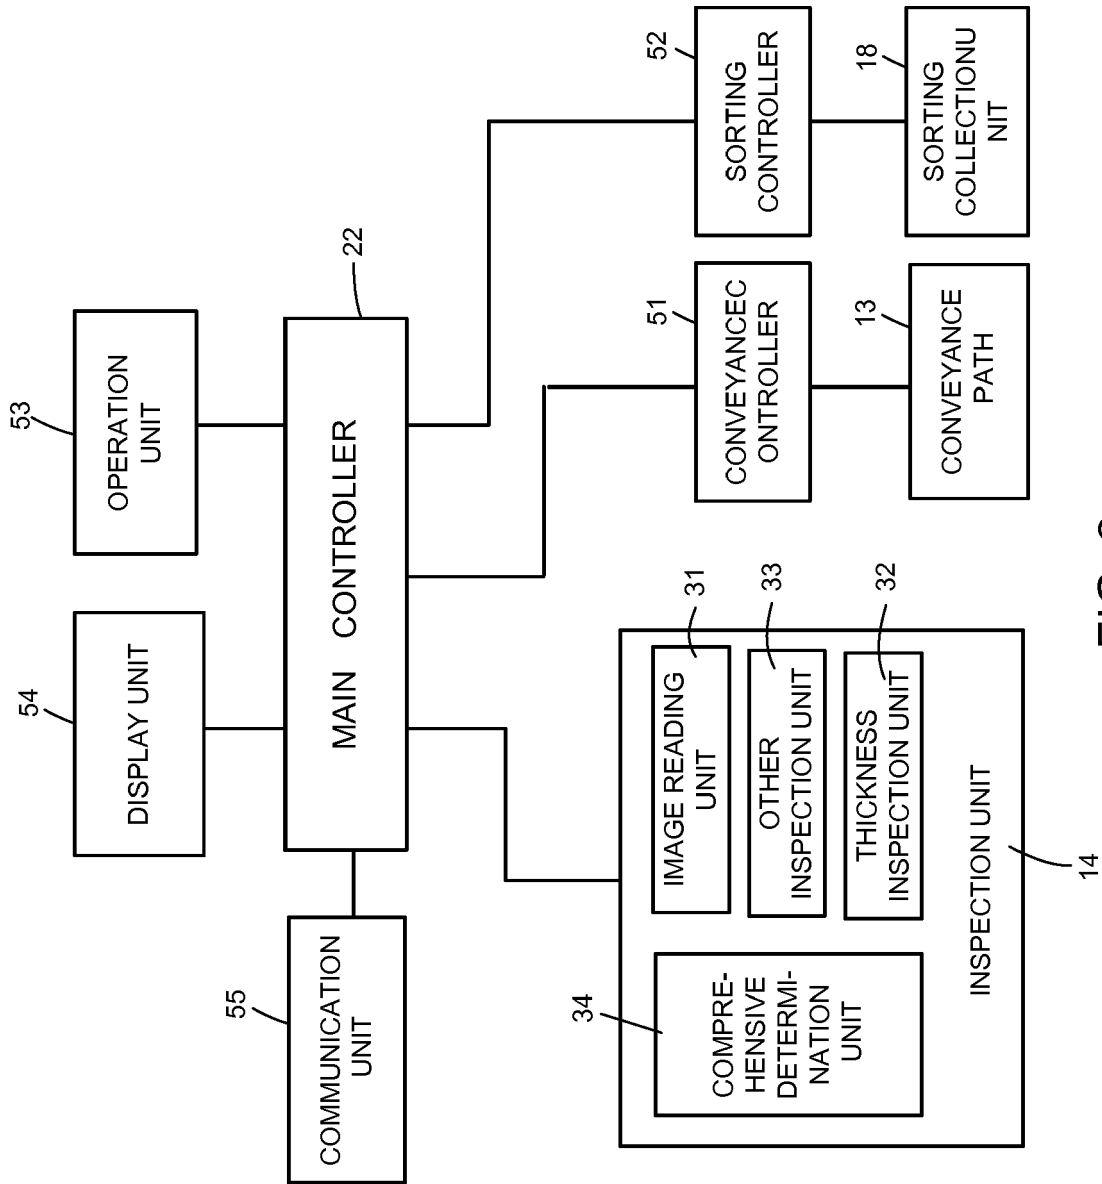 53
OPERATION
UNIT
54
DISPLAY UNIT
55
COMMUNICATION
UNIT
22
MAIN CONTROLLER
34
COMPRE-
HENSIVE
DETERMI-
NATION
UNIT
31
IMAGE READING
UNIT
33
OTHER
INSPECTION UNIT
32
THICKNESS
INSPECTION UNIT
INSPECTION UNIT
14
51
CONVEYANCEC
ONTROLLER
13
CONVEYANCE
PATH
52
SORTING
CONTROLLER
18
SORTING
COLLECTIONU
NIT